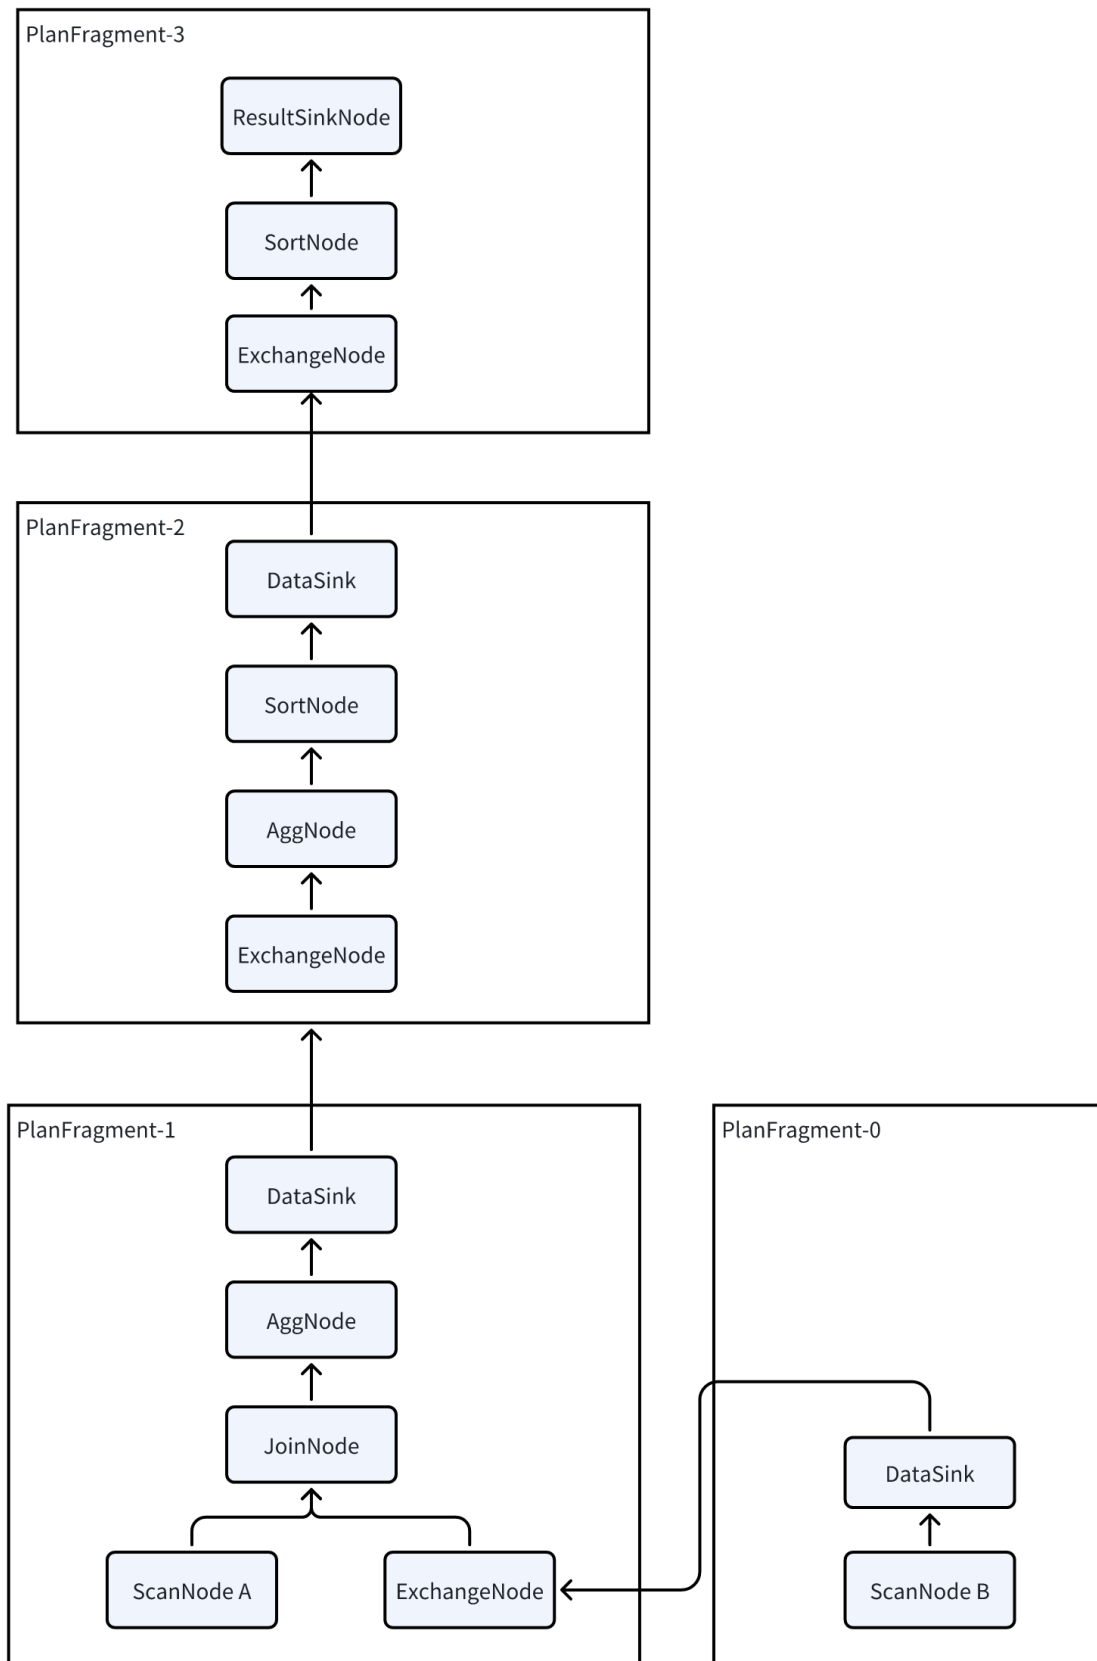 PlanFragment-3
ResultSinkNode
SortNode
ExchangeNode
PlanFragment-2
DataSink
SortNode
AggNode
ExchangeNode
PlanFragment-1
DataSink
AggNode
JoinNode
ScanNode A
ExchangeNode
PlanFragment-0
DataSink
ScanNode B